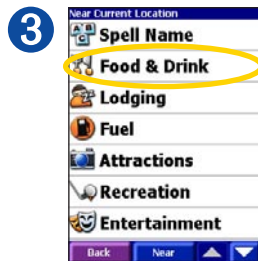 3
Near Current Location
Spell Name
Food & Drink
Lodging
Fuel
Attractions
Recreation
Entertainment
Back Near